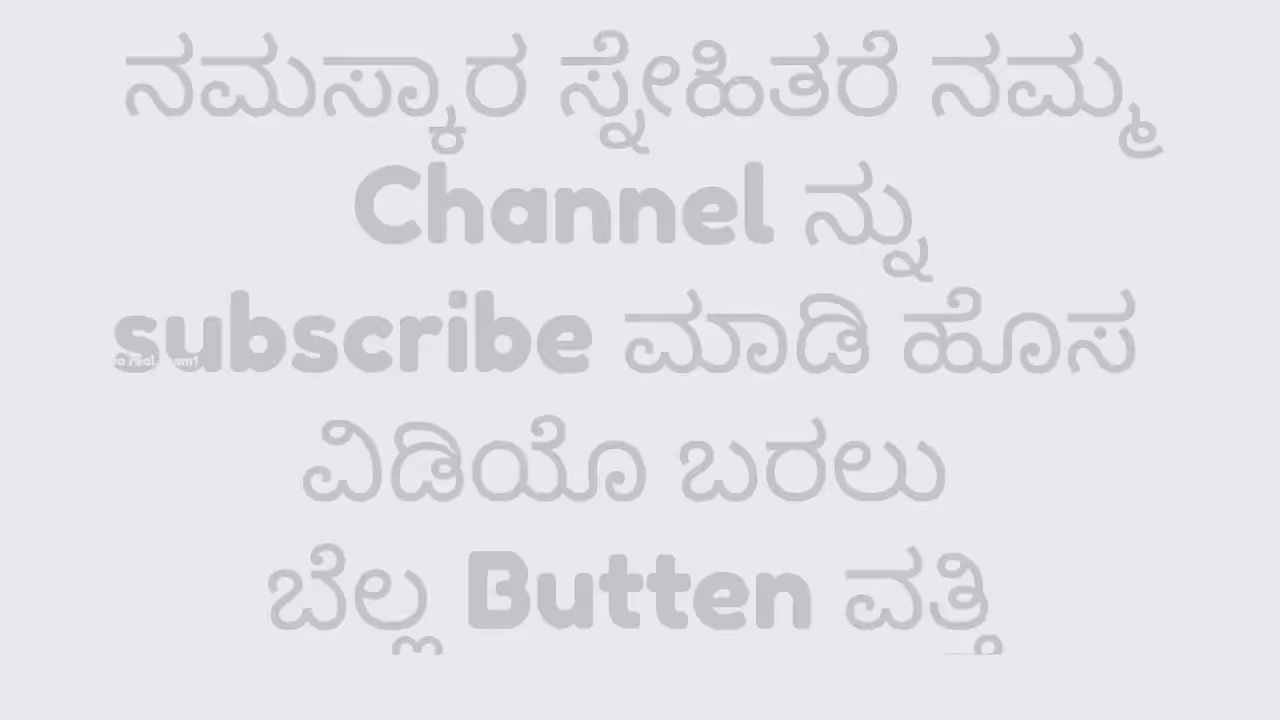 ನಮಸ್ಕಾರ ಸ್ನೇಹಿತರೆ ನಮ್ಮ
Channel ನ್ನು
subscribe ಮಾಡಿ ಹೊಸ
ವಿಡಿಯೊ ಬರಲು
ಬೆಲ್ಲ Butten ವತ್ತಿ